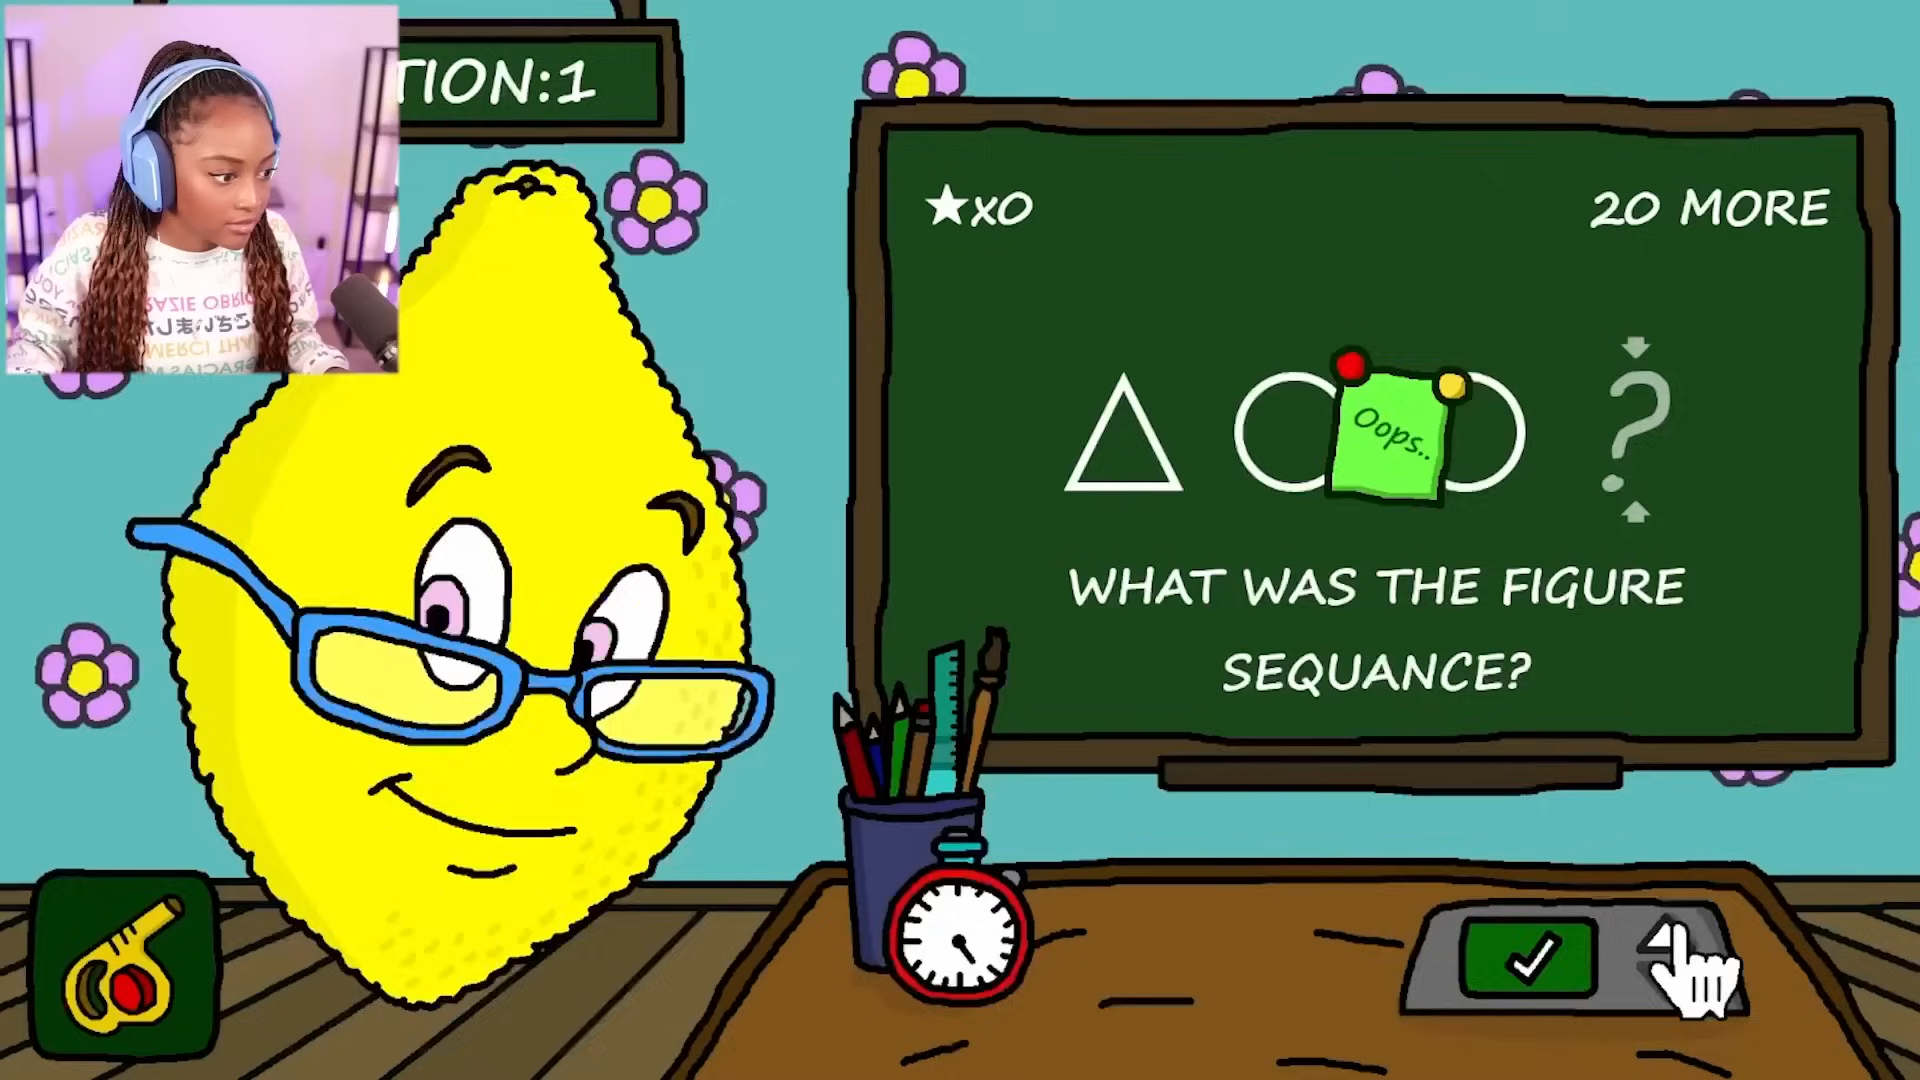 TION:1
★x0
20 MORE
Oops..
?
WHAT WAS THE FIGURE
SEQUANCE?